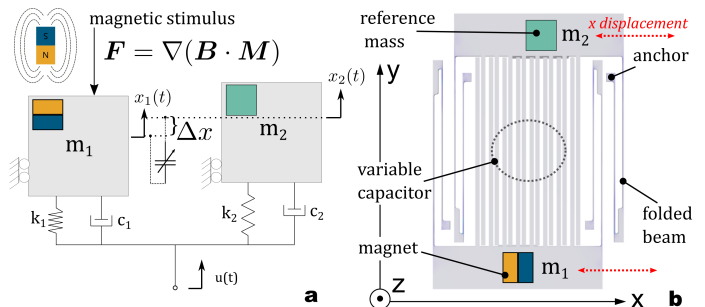 magnetic stimulus
S
N
F = ∇(B · M)
x₁(t)
x₂(t)
Δx
m₁
m₂
k₁
c₁
k₂
c₂
u(t)
a
reference
mass
m₂
x displacement
anchor
y
variable
capacitor
folded
beam
magnet
m₁
z
x
b